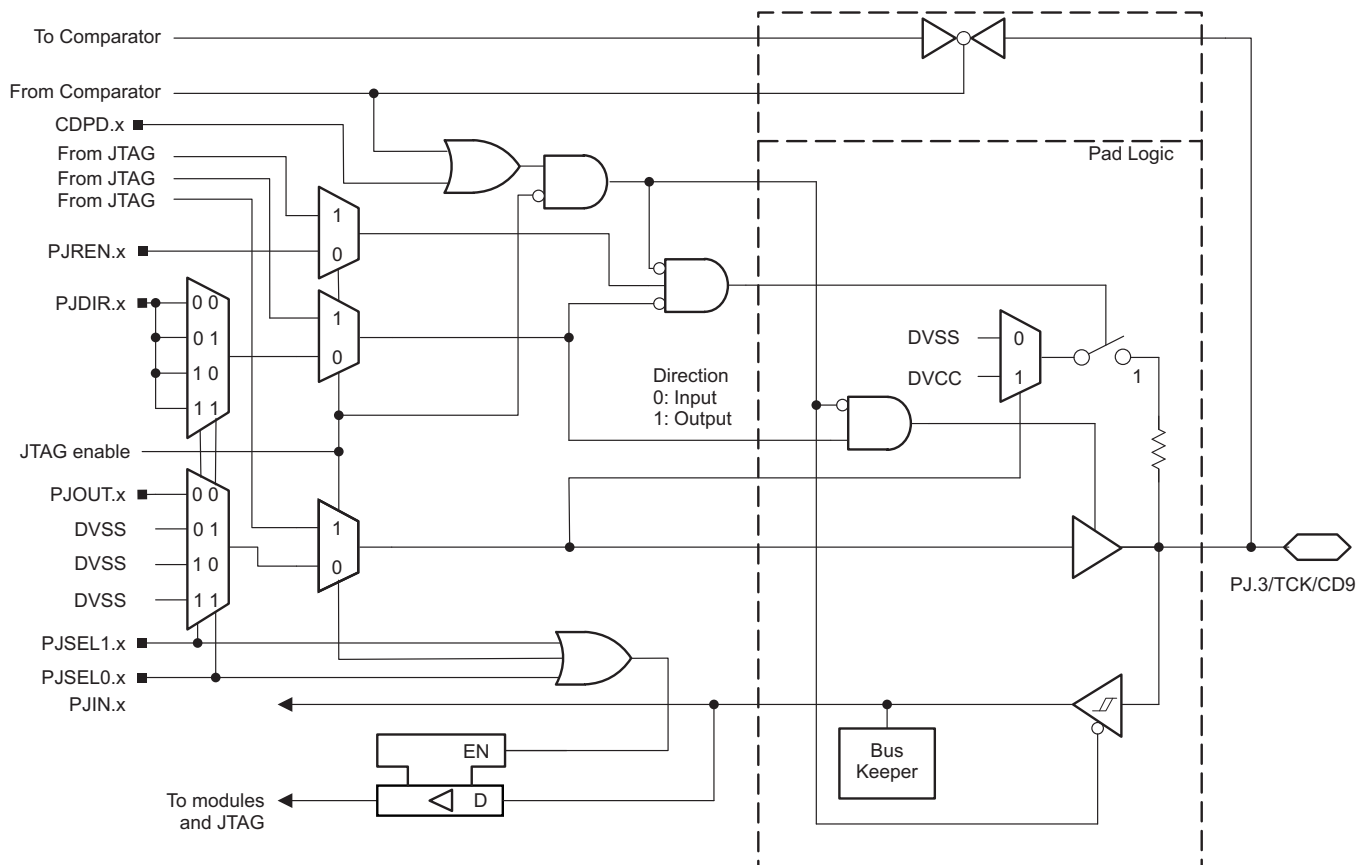 To Comparator
From Comparator
CDPD.x
From JTAG
From JTAG
From JTAG
Pad Logic
1
PJREN.x
0
PJDIR.x
0 0
1
0 1
DVSS
0
0
1 0
Direction
0: Input
1: Output
DVCC
1
1
1 1
JTAG enable
PJOUT.x
0 0
DVSS
0 1
1
DVSS
1 0
0
DVSS
1 1
PJ.3/TCK/CD9
PJSEL1.x
PJSEL0.x
PJIN.x
EN
Bus
Keeper
To modules
and JTAG
D